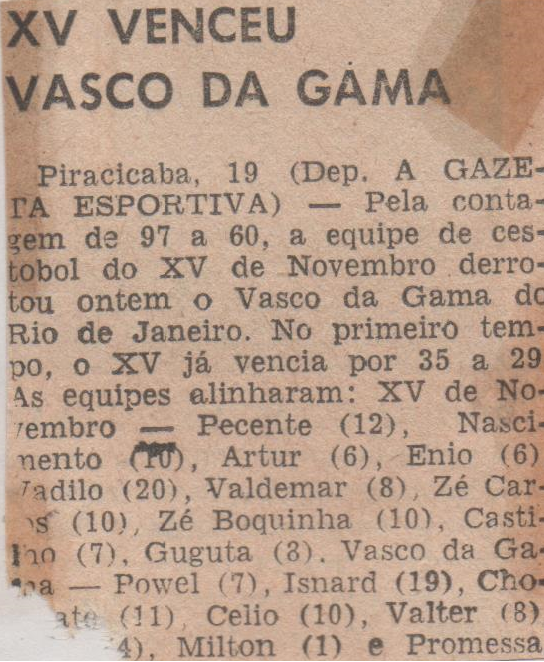 XV VENCEU
VASCO DA GAMA
Piracicaba, 19 (Dep. A GAZE-
TA ESPORTIVA) — Pela conta-
gem de 97 a 60, a equipe de ces-
tobol do XV de Novembro derro-
tou ontem o Vasco da Gama do
Rio de Janeiro. No primeiro tem-
po, o XV já vencia por 35 a 29
As equipes alinharam: XV de No-
vembro — Pecente (12), Nasci-
mento (10), Artur (6), Enio (6)
Vadilo (20), Valdemar (8), Zé Car-
os (10), Zé Boquinha (10), Casti-
lho (7), Guguta (3). Vasco da Ga-
ma — Powel (7), Isnard (19), Cho-
ate (11), Celio (10), Valter (8)
4), Milton (1) e Promessa